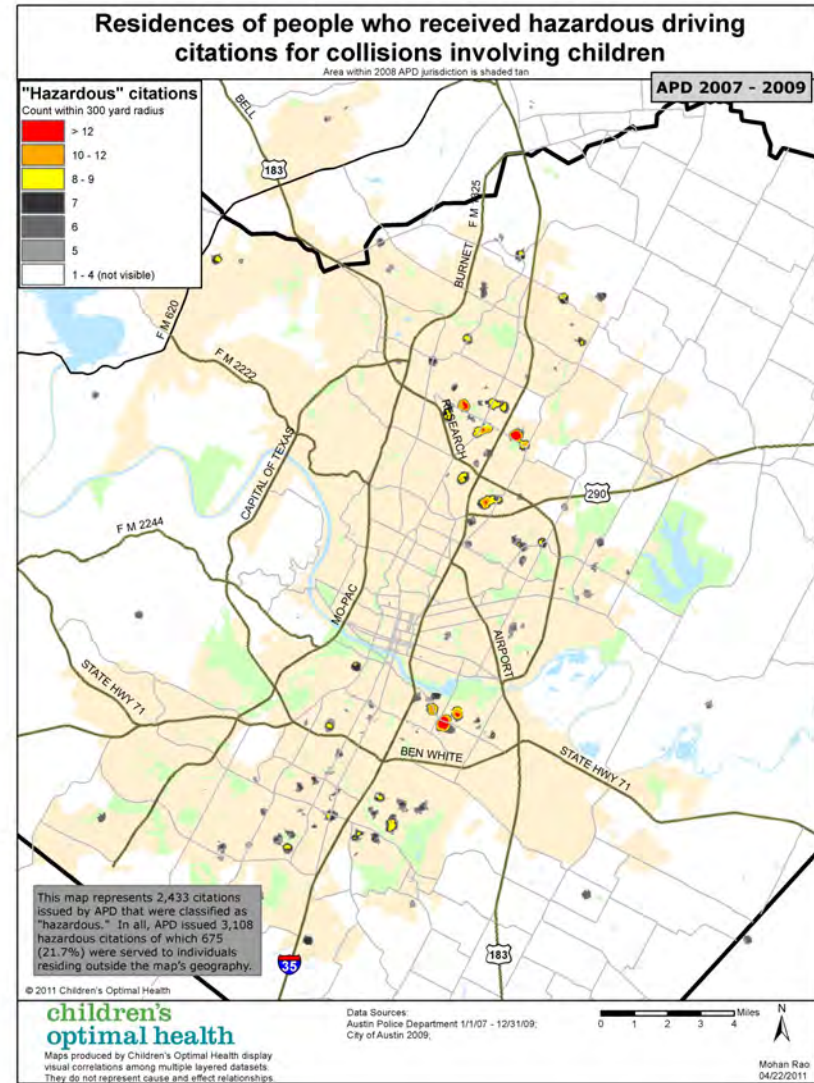 Residences of people who received hazardous driving
citations for collisions involving children
Area within 2008 APD jurisdiction is shaded tan
APD 2007 - 2009
"Hazardous" citations
Count within 300 yard radius
> 12
10 - 12
8 - 9
7
6
5
1 - 4 (not visible)
BELL
183
F M 1325
BURNET
F M 620
F M 2222
RESEARCH
CAPITAL OF TEXAS
290
F M 2244
MO-PAC
AIRPORT
STATE HWY 71
BEN WHITE
STATE HWY 71
183
35
This map represents 2,433 citations
issued by APD that were classified as
"hazardous." In all, APD issued 3,108
hazardous citations of which 675
(21.7%) were served to individuals
residing outside the map's geography.
© 2011 Children's Optimal Health
children's
optimal health
Maps produced by Children's Optimal Health display
visual correlations among multiple layered datasets.
They do not represent cause and effect relationships.
Data Sources:
Austin Police Department 1/1/07 - 12/31/09;
City of Austin 2009;
Miles
0 1 2 3 4
N
Mohan Rao
04/22/2011